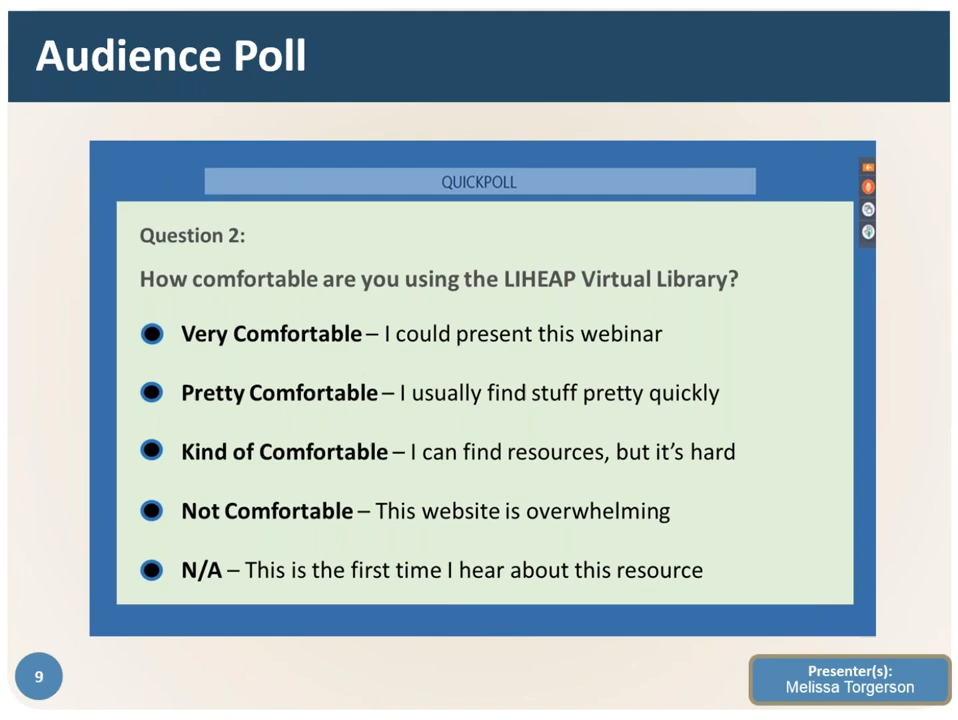 Audience Poll
QUICKPOLL
Question 2:
How comfortable are you using the LIHEAP Virtual Library?
Very Comfortable – I could present this webinar
Pretty Comfortable – I usually find stuff pretty quickly
Kind of Comfortable – I can find resources, but it’s hard
Not Comfortable – This website is overwhelming
N/A – This is the first time I hear about this resource
9
Presenter(s):
Melissa Torgerson